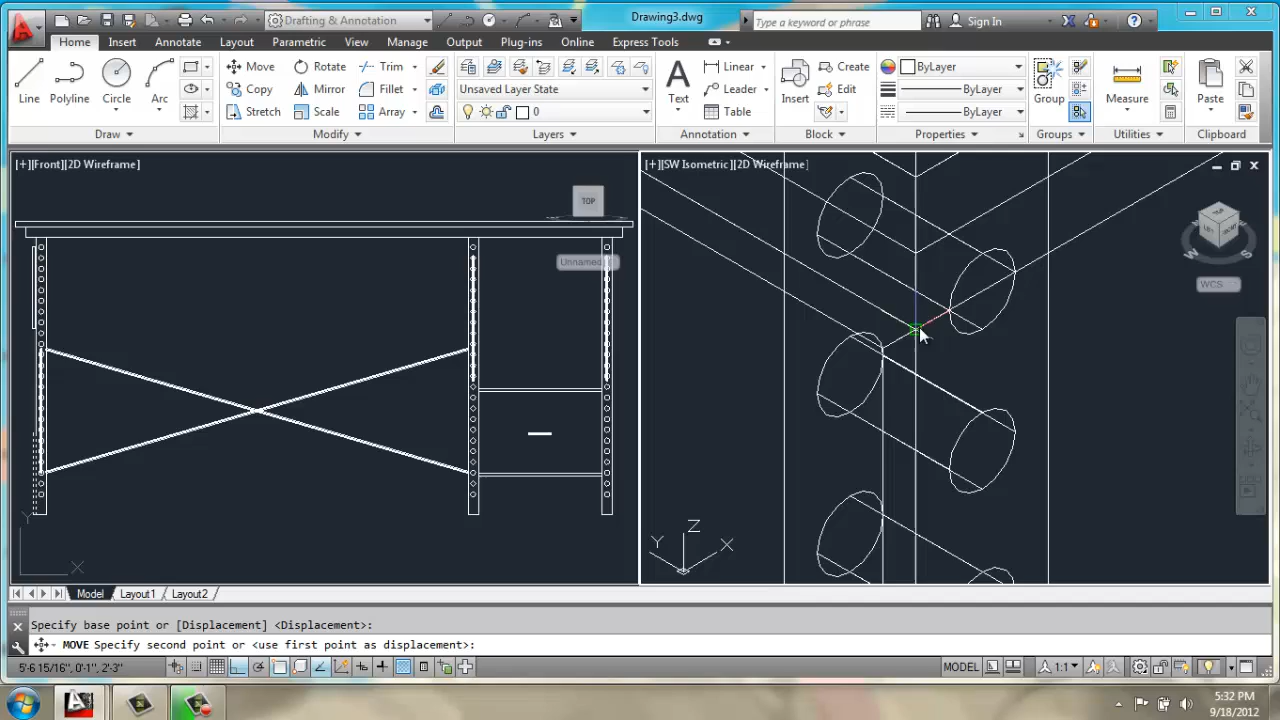 Drafting & Annotation
Drawing3.dwg
Type a keyword or phrase
Sign In
Home Insert Annotate Layout Parametric View Manage Output Plug-ins Online Express Tools
Line
Polyline
Circle
Arc
Draw
Move
Rotate
Trim
Copy
Mirror
Fillet
Stretch
Scale
Array
Modify
Unsaved Layer State
0
Layers
Text
Linear
Leader
Table
Annotation
Insert
Create
Edit
Block
ByLayer
ByLayer
ByLayer
Properties
Group
Groups
Measure
Utilities
Paste
Clipboard
[+][Front][2D Wireframe]
TOP
Y
X
[+][SW Isometric][2D Wireframe]
TOP
LEFT
FRONT
W
S
WCS
Z
Y
X
Model Layout1 Layout2
Specify base point or [Displacement] <Displacement>:
MOVE Specify second point or <use first point as displacement>:
5'-6 15/16", 0'-1", 2'-3"
MODEL
1:1
5:32 PM
9/18/2012